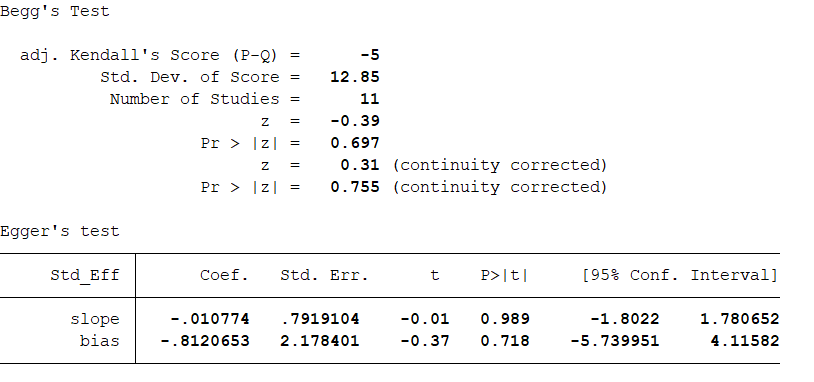 Begg's Test
adj. Kendall's Score (P-Q) = -5
Std. Dev. of Score = 12.85
Number of Studies = 11
z = -0.39
Pr > |z| = 0.697
z = 0.31 (continuity corrected)
Pr > |z| = 0.755 (continuity corrected)
Egger's test
Std_Eff Coef. Std. Err. t P>|t| [95% Conf. Interval]
slope -.010774 .7919104 -0.01 0.989 -1.8022 1.780652
bias -.8120653 2.178401 -0.37 0.718 -5.739951 4.11582